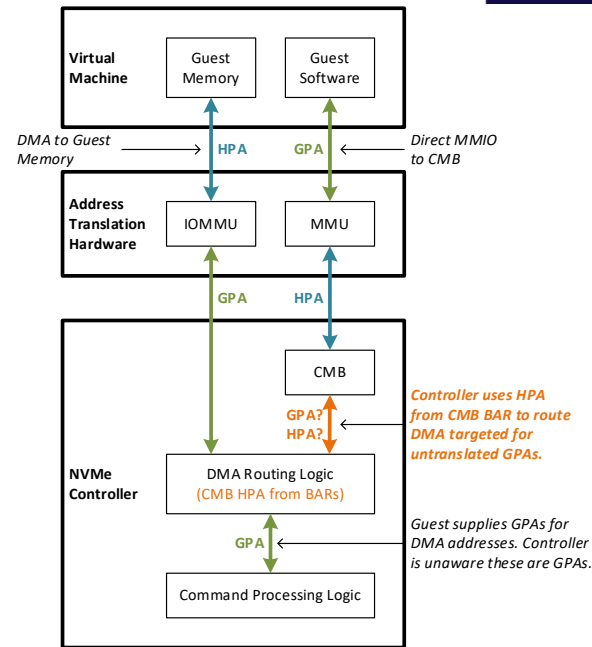 Virtual
Machine
Guest
Memory
Guest
Software
DMA to Guest
Memory
HPA
GPA
Direct MMIO
to CMB
Address
Translation
Hardware
IOMMU
MMU
GPA
HPA
CMB
GPA?
HPA?
Controller uses HPA
from CMB BAR to route
DMA targeted for
untranslated GPAs.
NVMe
Controller
DMA Routing Logic
(CMB HPA from BARs)
GPA
Guest supplies GPAs for
DMA addresses. Controller
is unaware these are GPAs.
Command Processing Logic